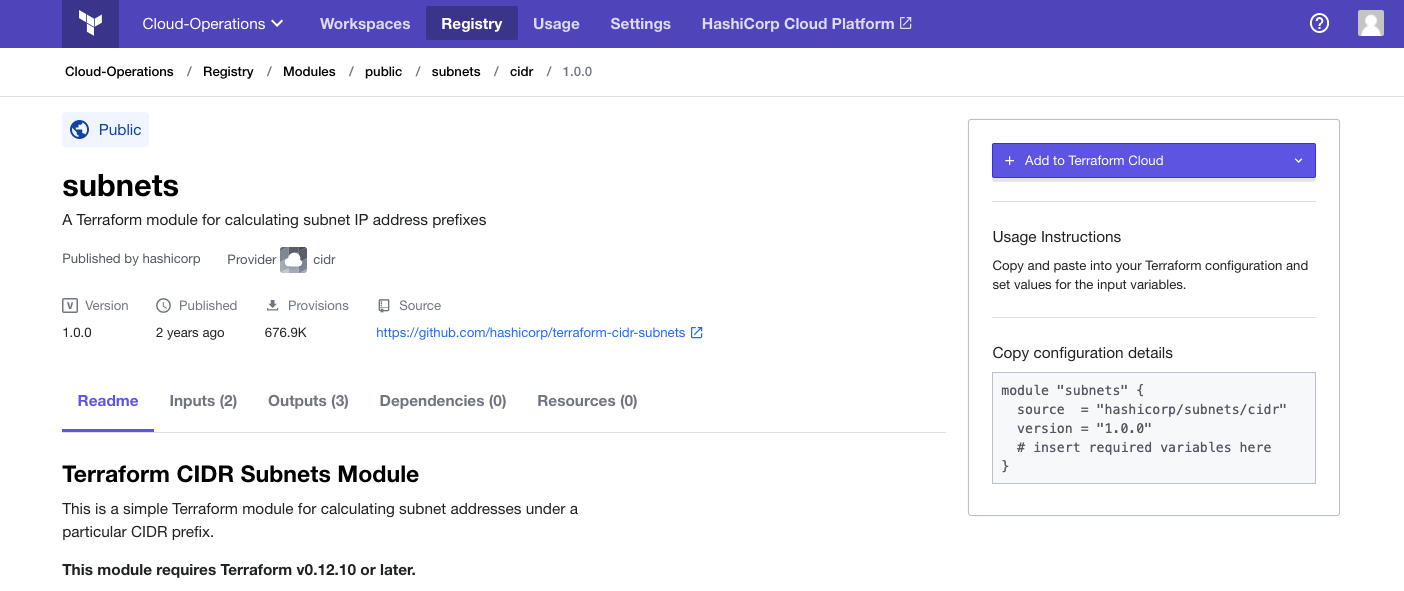 Cloud-Operations Workspaces Registry Usage Settings HashiCorp Cloud Platform
Cloud-Operations / Registry / Modules / public / subnets / cidr / 1.0.0
Public
subnets
A Terraform module for calculating subnet IP address prefixes
Published by hashicorp Provider cidr
V Version Published Provisions Source
1.0.0 2 years ago 676.9K https://github.com/hashicorp/terraform-cidr-subnets
Readme Inputs (2) Outputs (3) Dependencies (0) Resources (0)
Terraform CIDR Subnets Module
This is a simple Terraform module for calculating subnet addresses under a
particular CIDR prefix.
This module requires Terraform v0.12.10 or later.
+ Add to Terraform Cloud
Usage Instructions
Copy and paste into your Terraform configuration and
set values for the input variables.
Copy configuration details
module "subnets" {
  source  = "hashicorp/subnets/cidr"
  version = "1.0.0"
  # insert required variables here
}